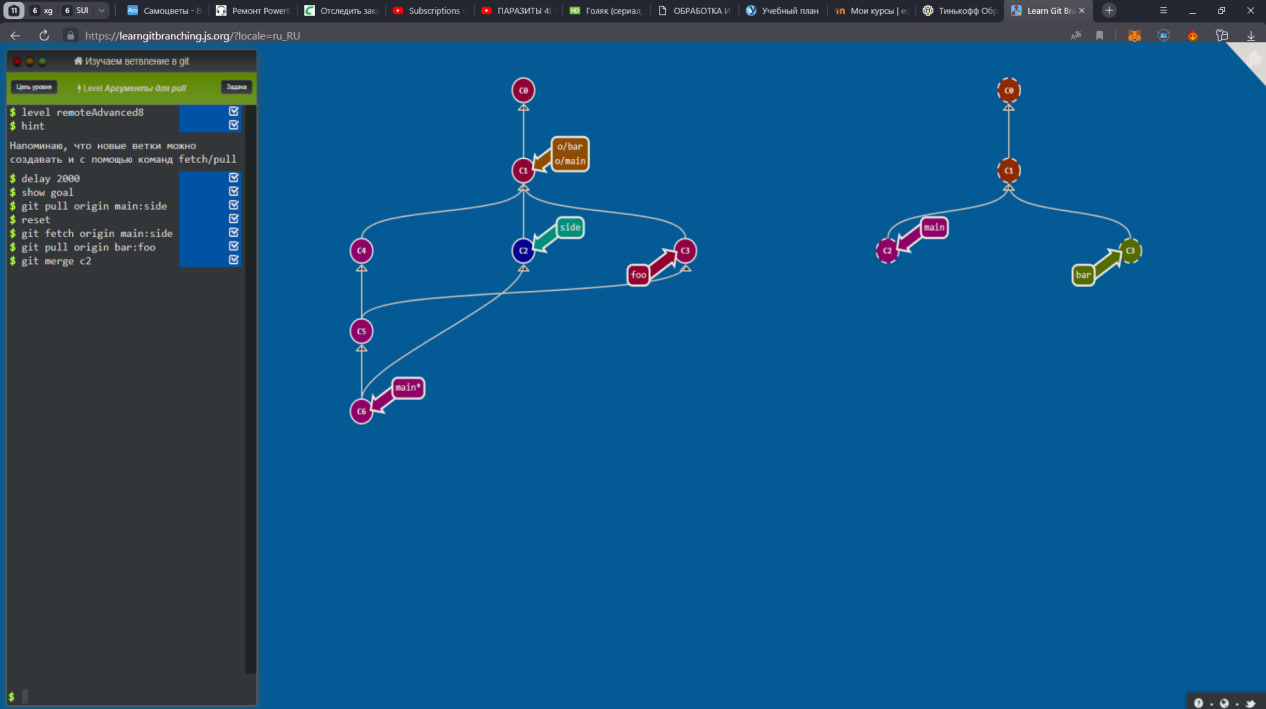 11
6 xg 6 SUI
Самоцветы - В
Ремонт PowerB
Отследить зака
Subscriptions -
ПАРАЗИТЫ 4!
Голяк (сериал,
ОБРАБОТКА И
Учебный план
Мои курсы | ес
Тинькофф Обр
Learn Git Bra
https://learngitbranching.js.org/?locale=ru_RU
Изучаем ветвление в git
Цель уровня
Level Аргументы для pull
Задача
$ level remoteAdvanced8
$ hint
Напоминаю, что новые ветки можно
создавать и с помощью команд fetch/pull
$ delay 2000
$ show goal
$ git pull origin main:side
$ reset
$ git fetch origin main:side
$ git pull origin bar:foo
$ git merge c2
$
C0
o/bar
o/main
C1
side
C4
C2
C3
foo
C5
main*
C6
C0
C1
main
C2
C3
bar